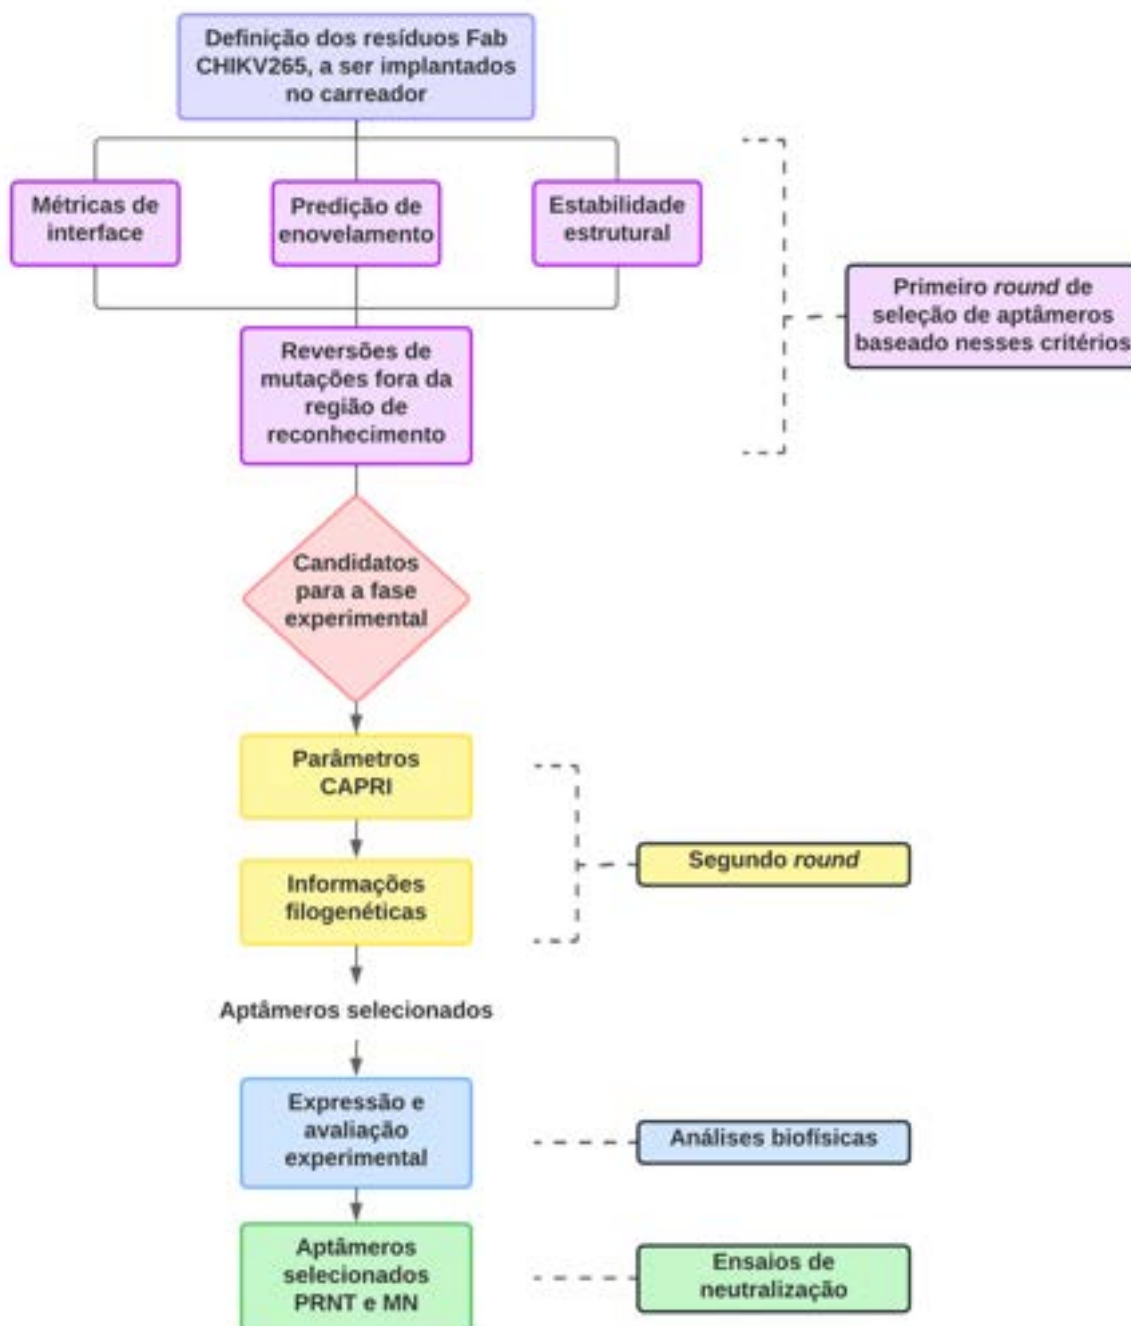 Definição dos resíduos Fab
CHIKV265, a ser implantados
no carreador
Métricas de
interface
Predição de
enovelamento
Estabilidade
estrutural
Primeiro round de
seleção de aptâmeros
baseado nesses critérios
Reversões de
mutações fora da
região de
reconhecimento
Candidatos
para a fase
experimental
Parâmetros
CAPRI
Informações
filogenéticas
Segundo round
Aptâmeros selecionados
Expressão e
avaliação
experimental
Análises biofísicas
Aptâmeros
selecionados
PRNT e MN
Ensaios de
neutralização